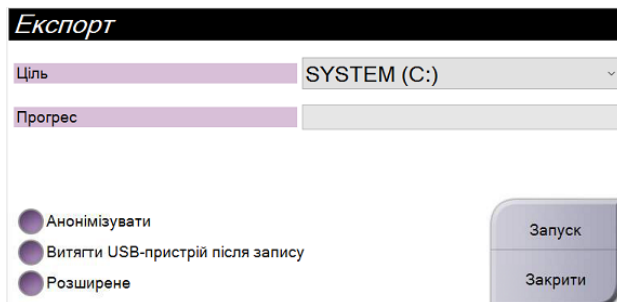 Експорт
Ціль SYSTEM (C:)
Прогрес
Анонімізувати
Витягти USB-пристрій після запису
Розширене
Запуск
Закрити